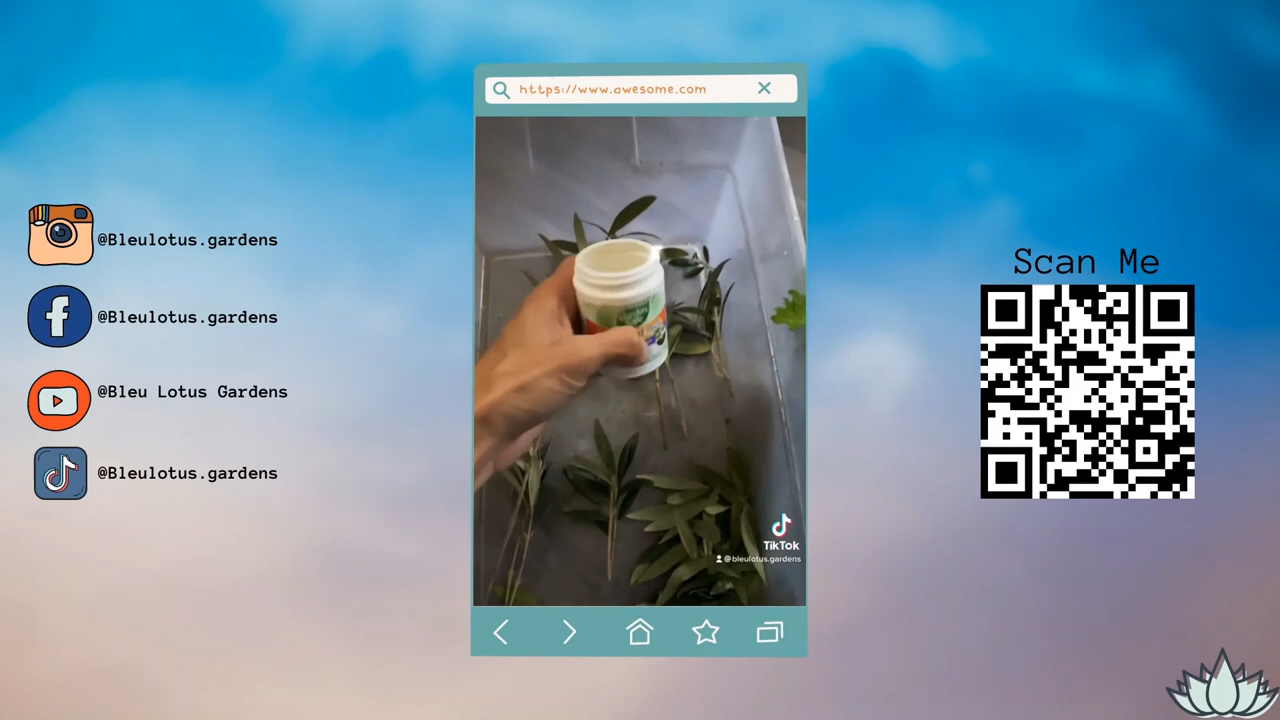 https://www.awesome.com
@Bleulotus.gardens
@Bleulotus.gardens
@Bleu Lotus Gardens
@Bleulotus.gardens
Scan Me
TikTok
@bleulotus.gardens